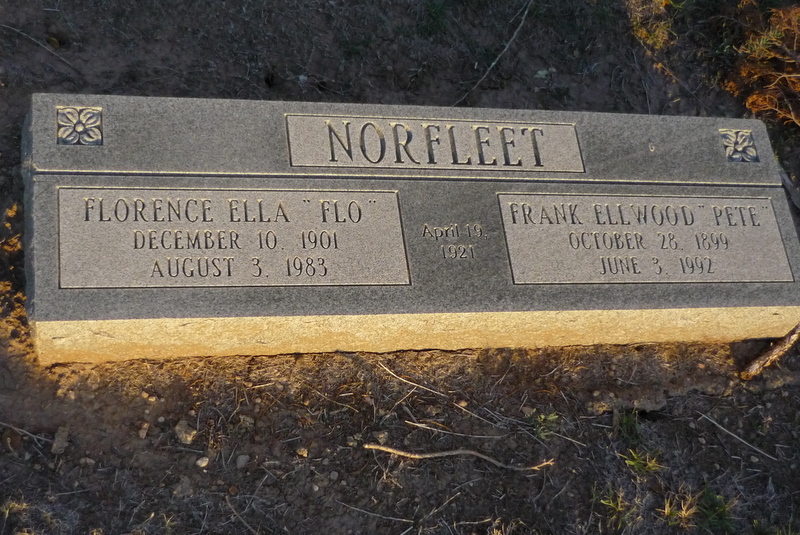 NORFLEET
FLORENCE ELLA "FLO"
DECEMBER 10, 1901
AUGUST 3, 1983
April 19,
1921
FRANK ELLWOOD "PETE"
OCTOBER 28, 1899
JUNE 3, 1992